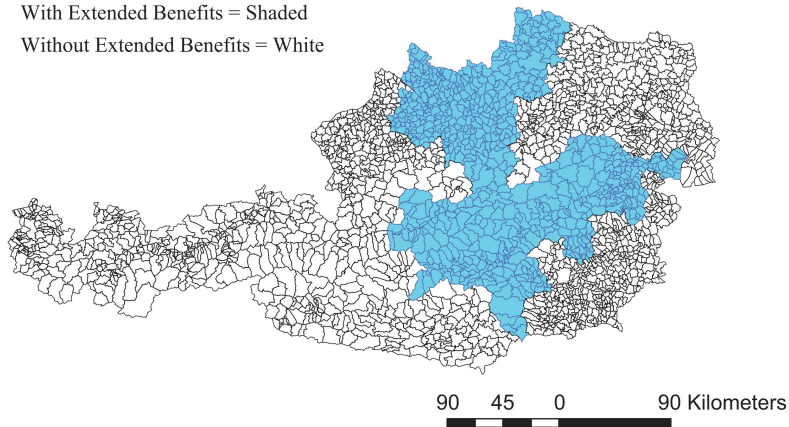 With Extended Benefits = Shaded
Without Extended Benefits = White
90 45 0 90 Kilometers